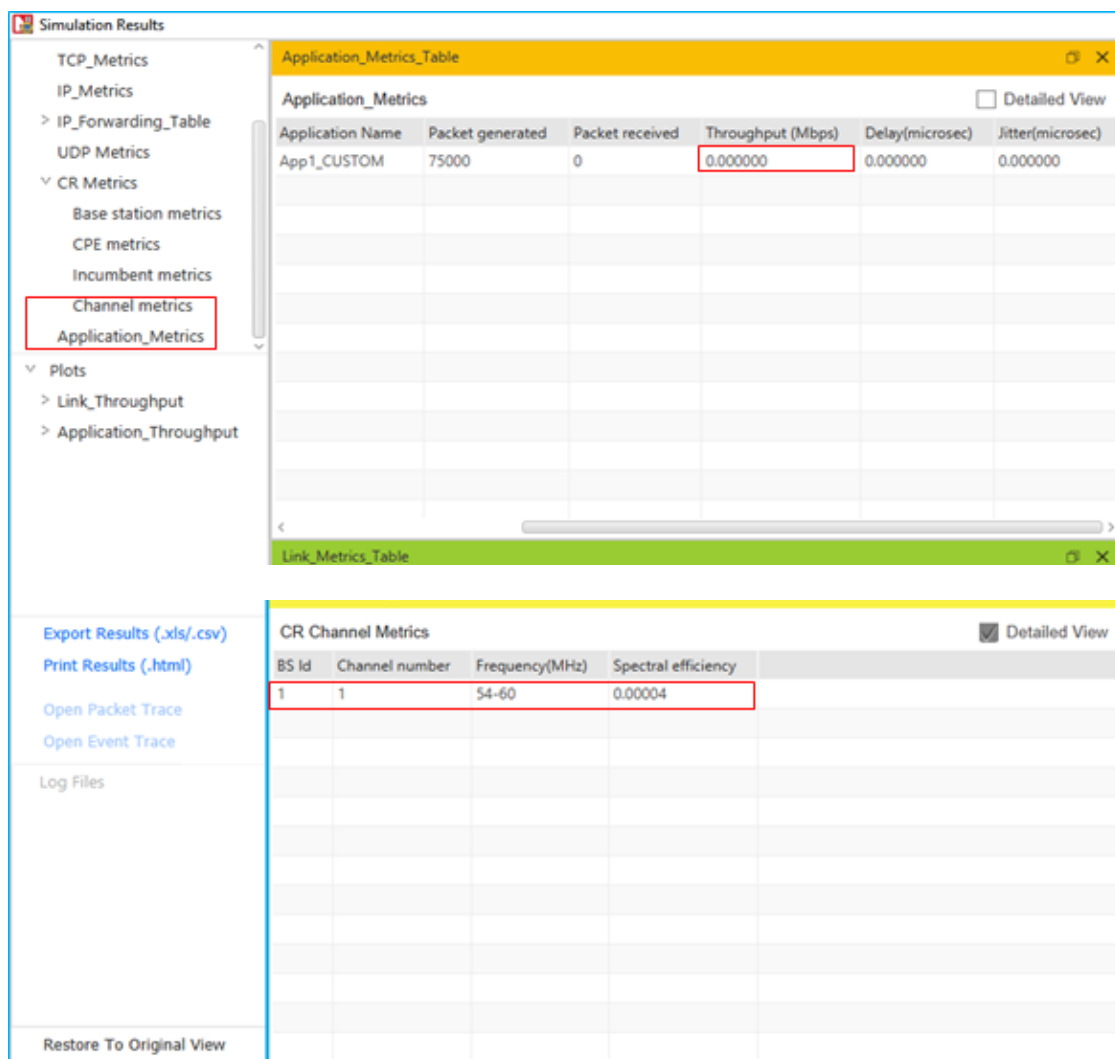 Simulation Results
TCP_Metrics
IP_Metrics
> IP_Forwarding_Table
UDP Metrics
CR Metrics
Base station metrics
CPE metrics
Incumbent metrics
Channel metrics
Application_Metrics
Plots
> Link_Throughput
> Application_Throughput
Application_Metrics_Table
Application_Metrics Detailed View
Application Name Packet generated Packet received Throughput (Mbps) Delay(microsec) Jitter(microsec)
App1_CUSTOM 75000 0 0.000000 0.000000 0.000000
Link_Metrics_Table
Export Results (.xls/.csv)
Print Results (.html)
Open Packet Trace
Open Event Trace
Log Files
Restore To Original View
CR Channel Metrics Detailed View
BS Id Channel number Frequency(MHz) Spectral efficiency
1 1 54-60 0.00004